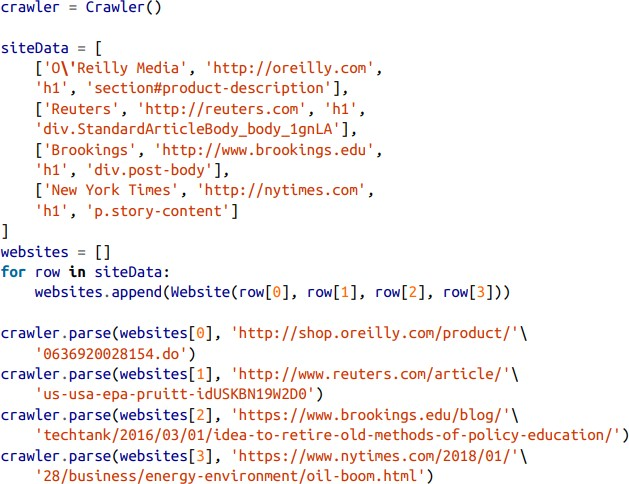 crawler = Crawler()
siteData = [
    ['O\'Reilly Media', 'http://oreilly.com',
    'h1', 'section#product-description'],
    ['Reuters', 'http://reuters.com', 'h1',
    'div.StandardArticleBody_body_1gnLA'],
    ['Brookings', 'http://www.brookings.edu',
    'h1', 'div.post-body'],
    ['New York Times', 'http://nytimes.com',
    'h1', 'p.story-content']
]
websites = []
for row in siteData:
    websites.append(Website(row[0], row[1], row[2], row[3]))
crawler.parse(websites[0], 'http://shop.oreilly.com/product/'\
    '0636920028154.do')
crawler.parse(websites[1], 'http://www.reuters.com/article/'\
    'us-usa-epa-pruitt-idUSKBN19W2D0')
crawler.parse(websites[2], 'https://www.brookings.edu/blog/'\
    'techtank/2016/03/01/idea-to-retire-old-methods-of-policy-education/')
crawler.parse(websites[3], 'https://www.nytimes.com/2018/01/'\
    '28/business/energy-environment/oil-boom.html')